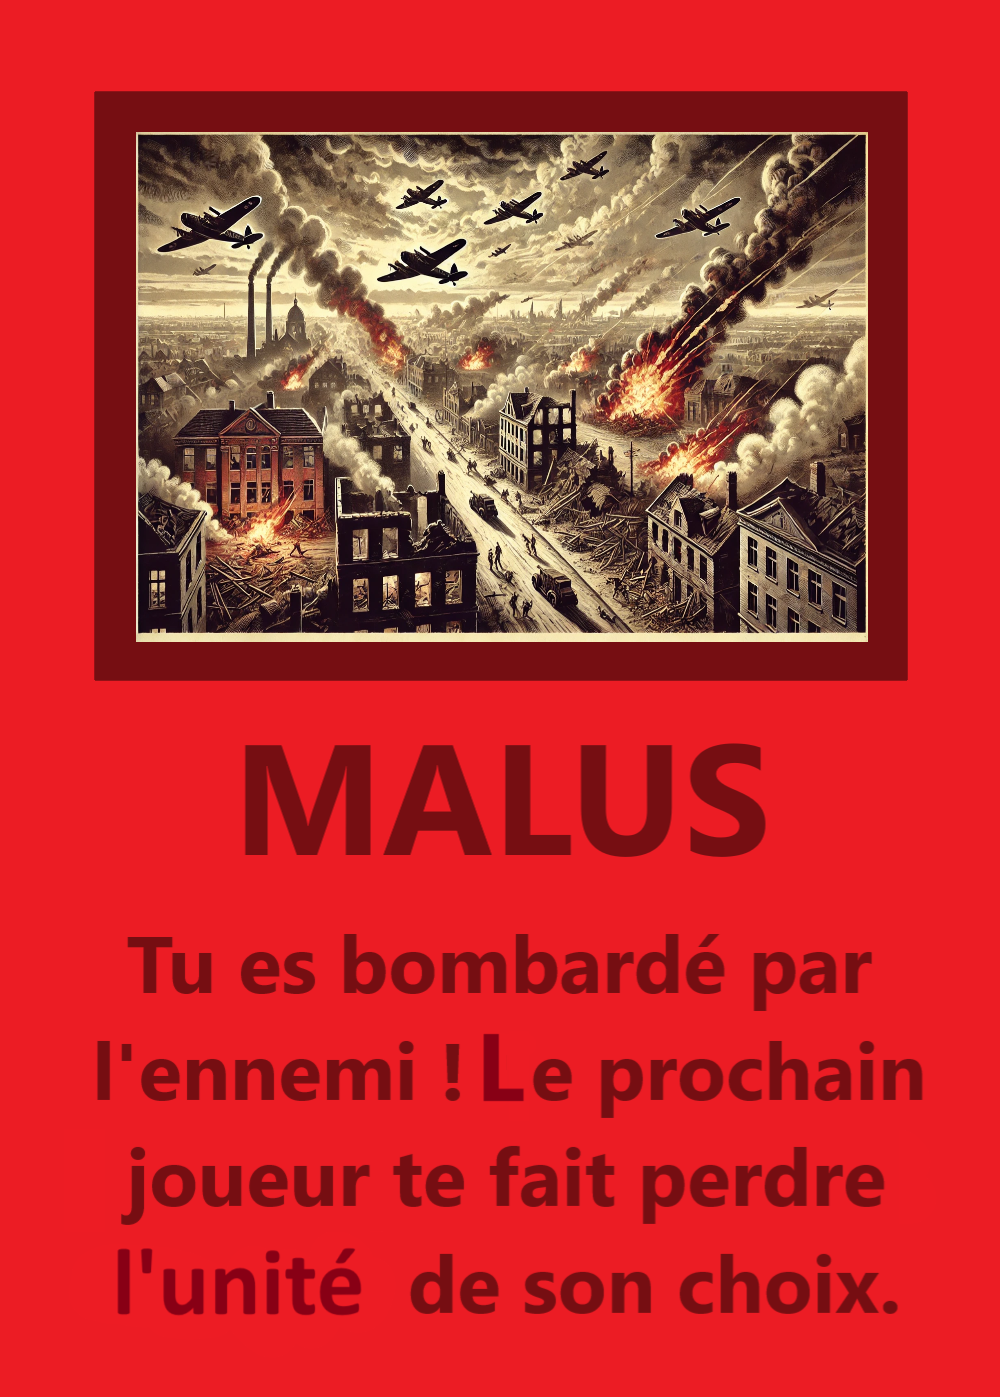 MALUS
Tu es bombardé par
l'ennemi ! Le prochain
joueur te fait perdre
l'unité de son choix.